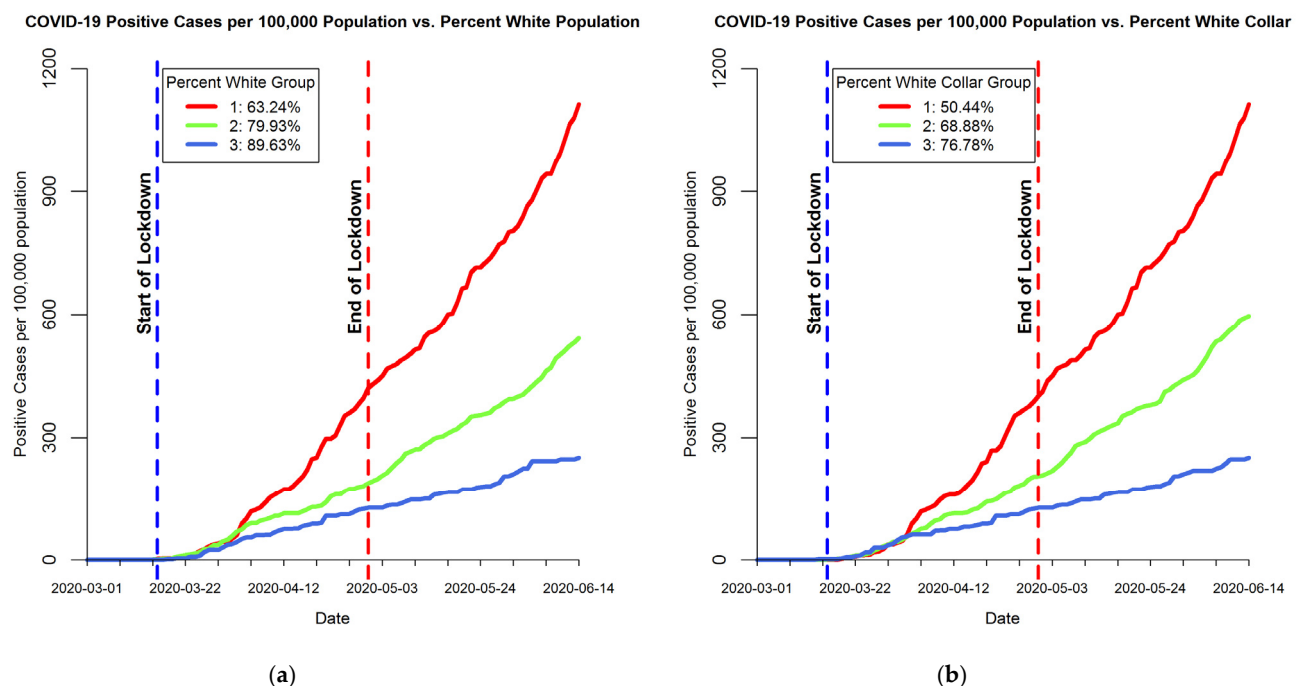 COVID-19 Positive Cases per 100,000 Population vs. Percent White Population
Positive Cases per 100,000 population
1200
900
600
300
0
Percent White Group
1: 63.24%
2: 79.93%
3: 89.63%
Start of Lockdown
End of Lockdown
2020-03-01
2020-03-22
2020-04-12
2020-05-03
2020-05-24
2020-06-14
Date
(a)
COVID-19 Positive Cases per 100,000 Population vs. Percent White Collar
Positive Cases per 100,000 population
1200
900
600
300
0
Percent White Collar Group
1: 50.44%
2: 68.88%
3: 76.78%
Start of Lockdown
End of Lockdown
2020-03-01
2020-03-22
2020-04-12
2020-05-03
2020-05-24
2020-06-14
Date
(b)